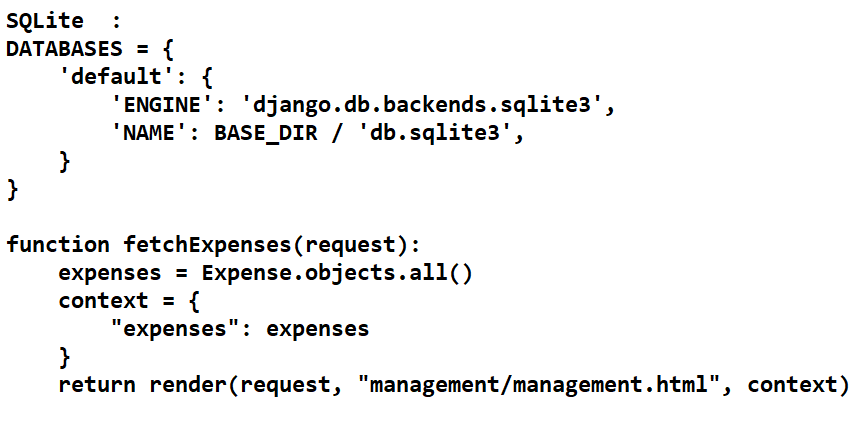 SQLite  :
DATABASES = {
    'default': {
        'ENGINE': 'django.db.backends.sqlite3',
        'NAME': BASE_DIR / 'db.sqlite3',
    }
}

function fetchExpenses(request):
    expenses = Expense.objects.all()
    context = {
        "expenses": expenses
    }
    return render(request, "management/management.html", context)